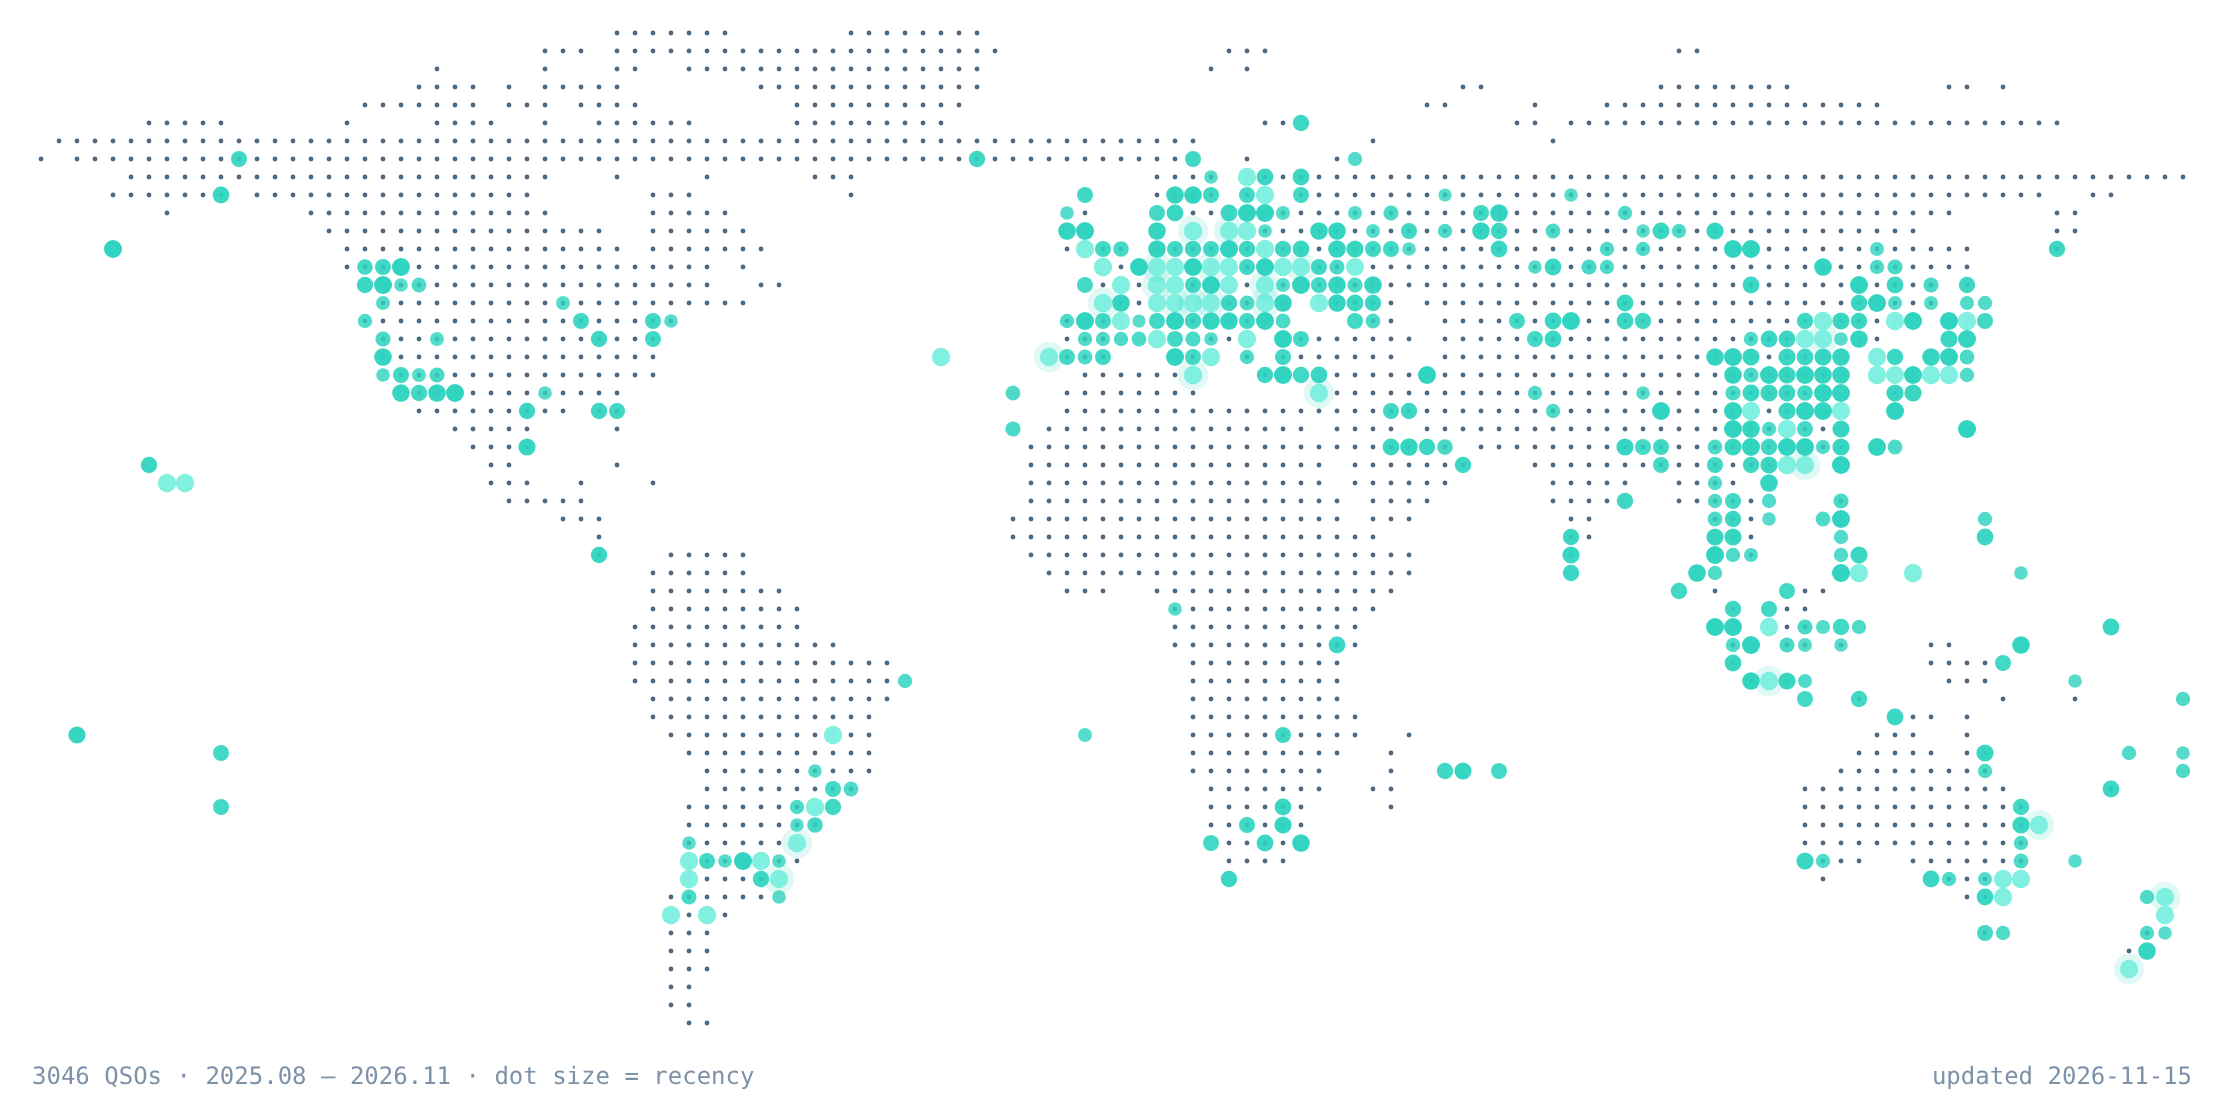 3046 QSOs · 2025.08 — 2026.11 · dot size = recency
updated 2026-11-15